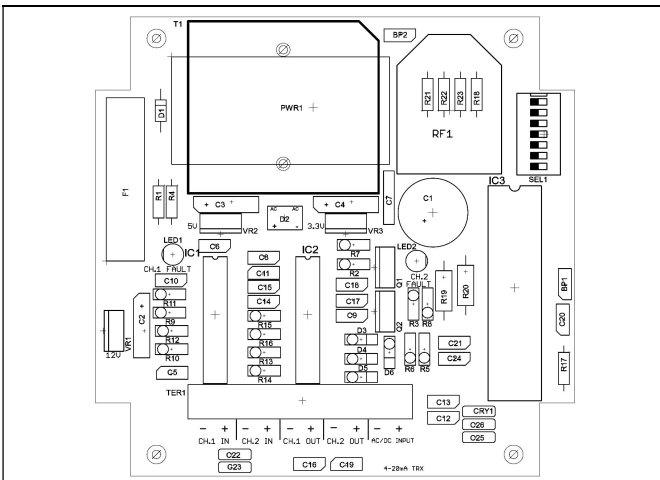 T1
BP2
PWR1
D1
F1
R21
R22
R23
R18
RF1
SEL1
IC3
R1
R4
+ C3
+ C4
C7
C1
+
5V
VR2
AC AC
D2
+ -
3.3V
VR3
LED1
IC1
C6
C8
IC2
R7
LED2
CH.1 FAULT
CH.2 FAULT
C10
C41
R2
Q1
C15
C18
R11
C14
C17
R3
R8
R19
R20
BP1
C2 +
R9
R15
C9
Q2
C20
VR1
12V
R12
R16
D3
C21
R10
R13
D4
D6
R6
R5
C24
R17
C5
R14
D5
TER1
C13
C12
CRY1
O26
O25
- + - + - + - + - +
CH.1 IN CH.2 IN CH.1 OUT CH.2 OUT AC/DC INPUT
O22
G23
C16
C19
4-20mA TRX